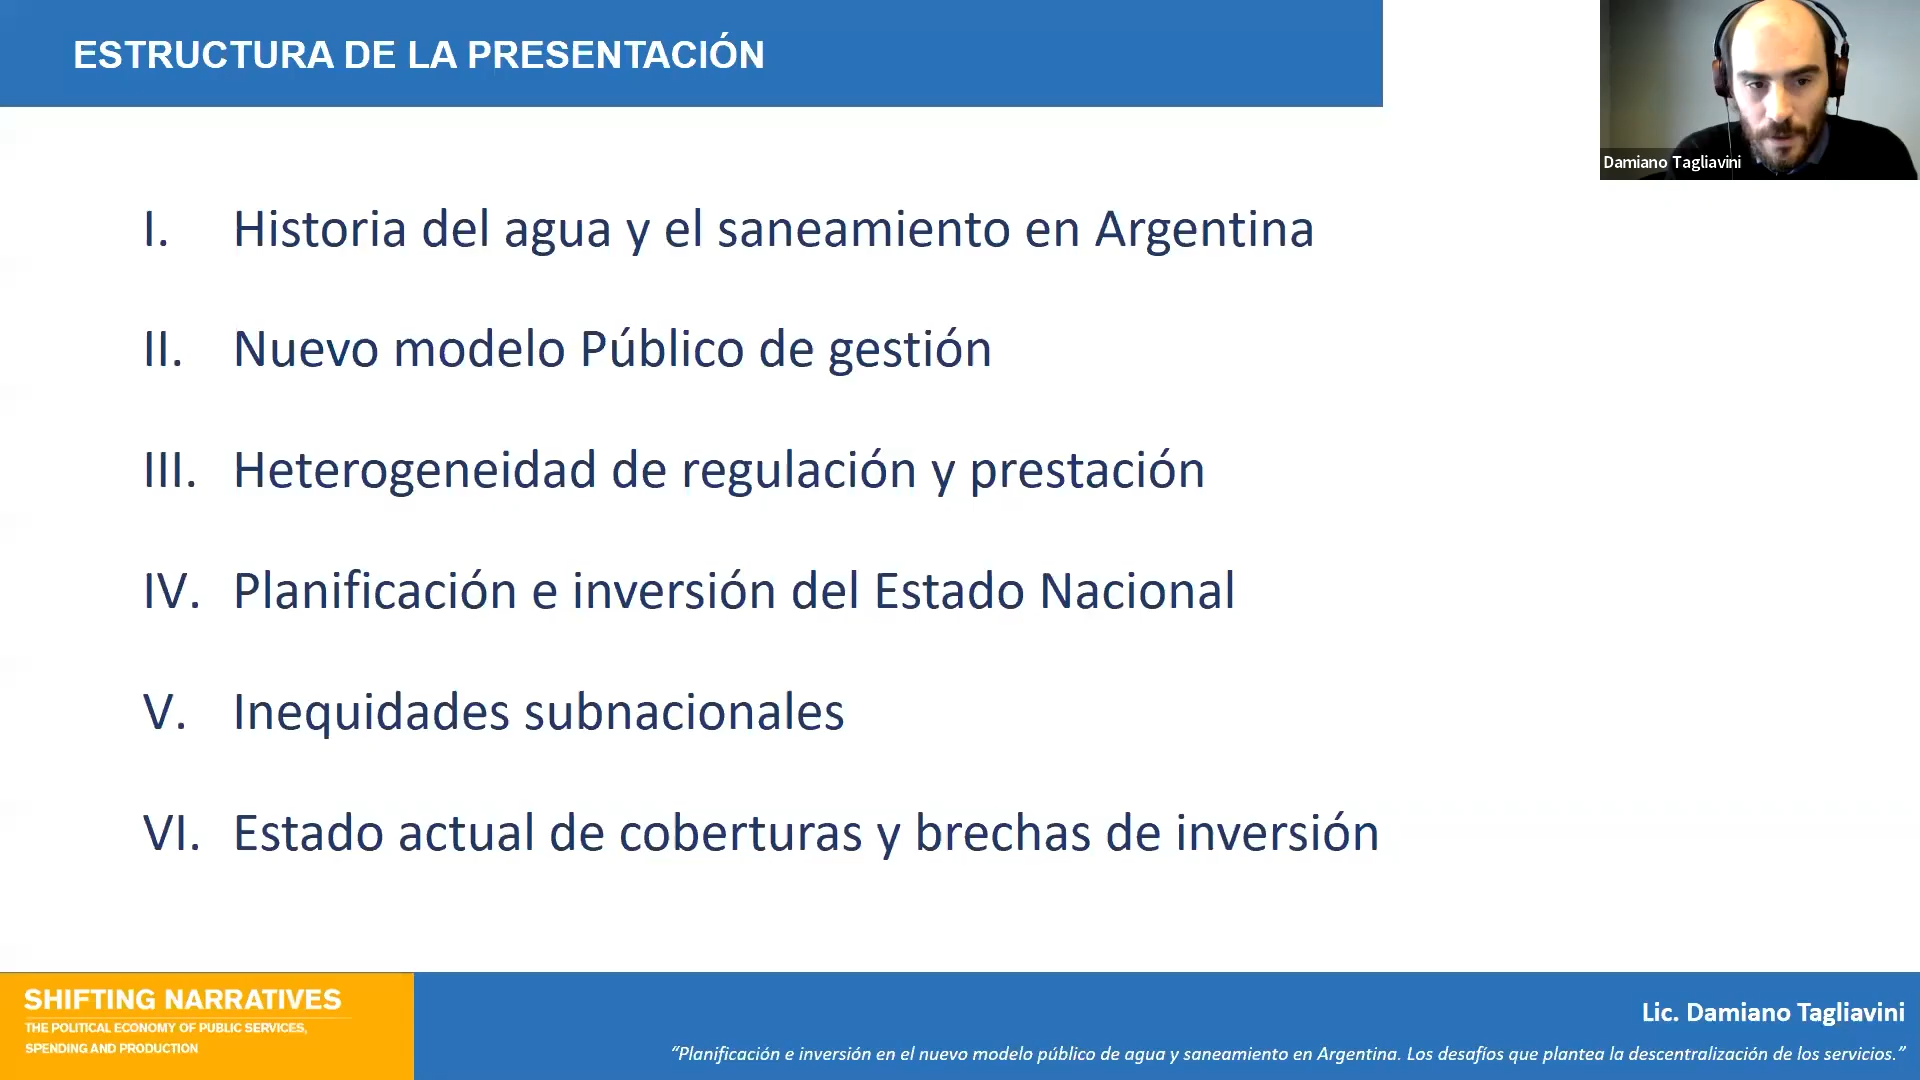 ESTRUCTURA DE LA PRESENTACIÓN
Damiano Tagliavini
I. Historia del agua y el saneamiento en Argentina
II. Nuevo modelo Público de gestión
III. Heterogeneidad de regulación y prestación
IV. Planificación e inversión del Estado Nacional
V. Inequidades subnacionales
VI. Estado actual de coberturas y brechas de inversión
SHIFTING NARRATIVES
THE POLITICAL ECONOMY OF PUBLIC SERVICES,
SPENDING AND PRODUCTION
Lic. Damiano Tagliavini
“Planificación e inversión en el nuevo modelo público de agua y saneamiento en Argentina. Los desafíos que plantea la descentralización de los servicios.”